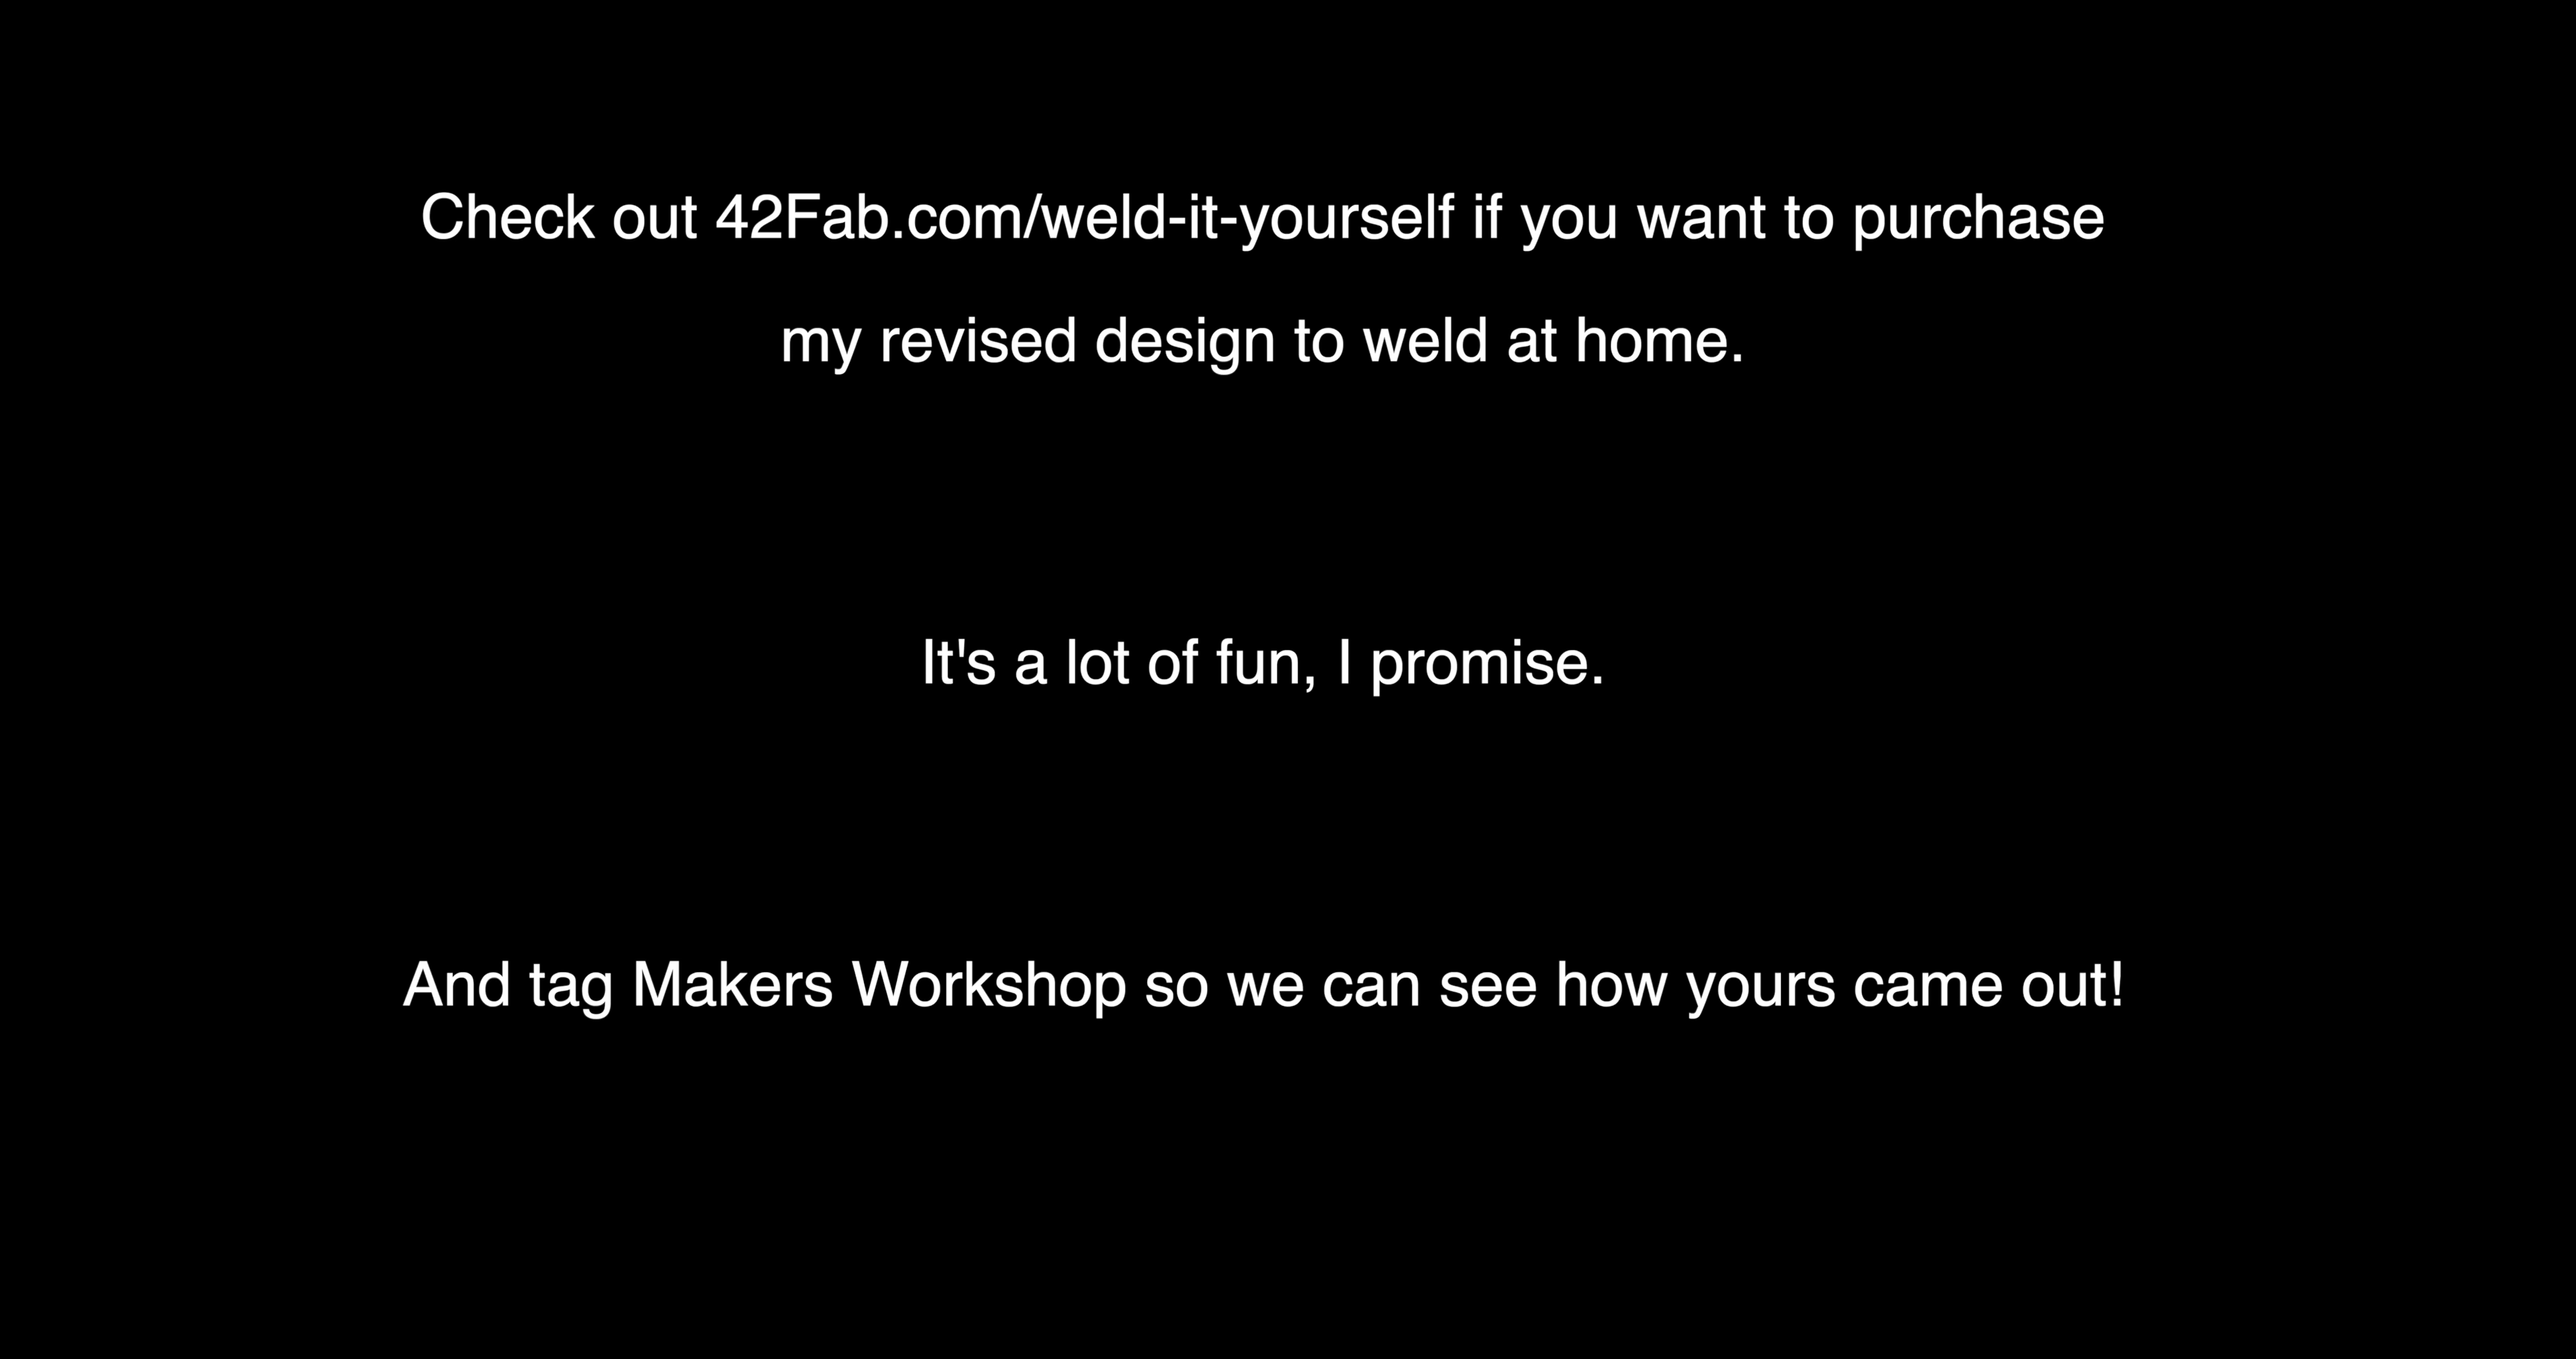 Check out 42Fab.com/weld-it-yourself if you want to purchase
my revised design to weld at home.
It's a lot of fun, I promise.
And tag Makers Workshop so we can see how yours came out!